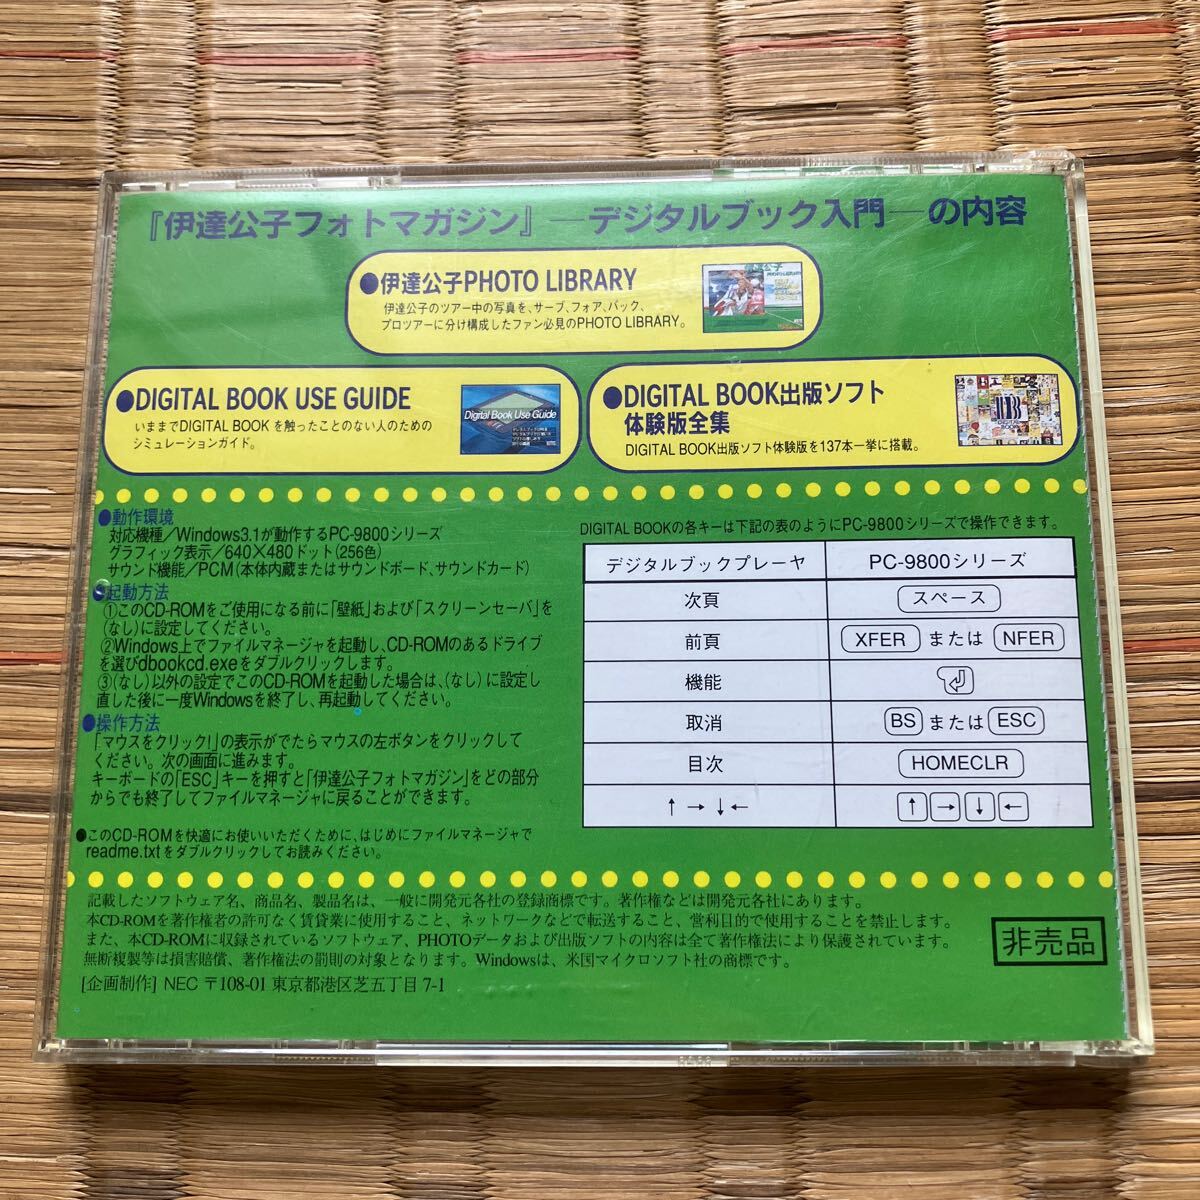 『伊達公子フォトマガジン』―デジタルブック入門―の内容
●伊達公子PHOTO LIBRARY
伊達公子のツアー中の写真を、サーブ、フォア、バック、
プロツアーに分け構成したファン必見のPHOTO LIBRARY。
●DIGITAL BOOK USE GUIDE
いままでDIGITAL BOOK を触ったことのない人のための
シミュレーションガイド。
Digital Book Use Guide
●DIGITAL BOOK出版ソフト
体験版全集
DIGITAL BOOK出版ソフト体験版を137本一挙に搭載。
●動作環境
対応機種／Windows3.1が動作するPC-9800シリーズ
グラフィック表示／640×480ドット(256色)
サウンド機能／PCM(本体内蔵またはサウンドボード、サウンドカード)
●起動方法
①このCD-ROMをご使用になる前に「壁紙」および「スクリーンセーバ」を
(なし)に設定してください。
②Windows上でファイルマネージャを起動し、CD-ROMのあるドライブ
を選びdbookcd.exeをダブルクリックします。
③(なし)以外の設定でこのCD-ROMを起動した場合は、(なし)に設定し
直した後に一度Windowsを終了し、再起動してください。
●操作方法
「マウスをクリック!」の表示がでたらマウスの左ボタンをクリックして
ください。次の画面に進みます。
キーボードの「ESC」キーを押すと「伊達公子フォトマガジン」をどの部分
からでも終了してファイルマネージャに戻ることができます。
●このCD-ROMを快適にお使いいただくために、はじめにファイルマネージャで
readme.txtをダブルクリックしてお読みください。
DIGITAL BOOKの各キーは下記の表のようにPC-9800シリーズで操作できます。
デジタルブックプレーヤ PC-9800シリーズ
次頁 スペース
前頁 XFER または NFER
機能 ↵
取消 BS または ESC
目次 HOMECLR
↑→↓← ↑→↓←
記載したソフトウェア名、商品名、製品名は、一般に開発元各社の登録商標です。著作権などは開発元各社にあります。
本CD-ROMを著作権者の許可なく賃貸業に使用すること、ネットワークなどで転送すること、営利目的で使用することを禁止します。
また、本CD-ROMに収録されているソフトウェア、PHOTOデータおよび出版ソフトの内容は全て著作権法により保護されています。
無断複製等は損害賠償、著作権法の罰則の対象となります。Windowsは、米国マイクロソフト社の商標です。
[企画制作] NEC 〒108-01 東京都港区芝五丁目7-1
非売品